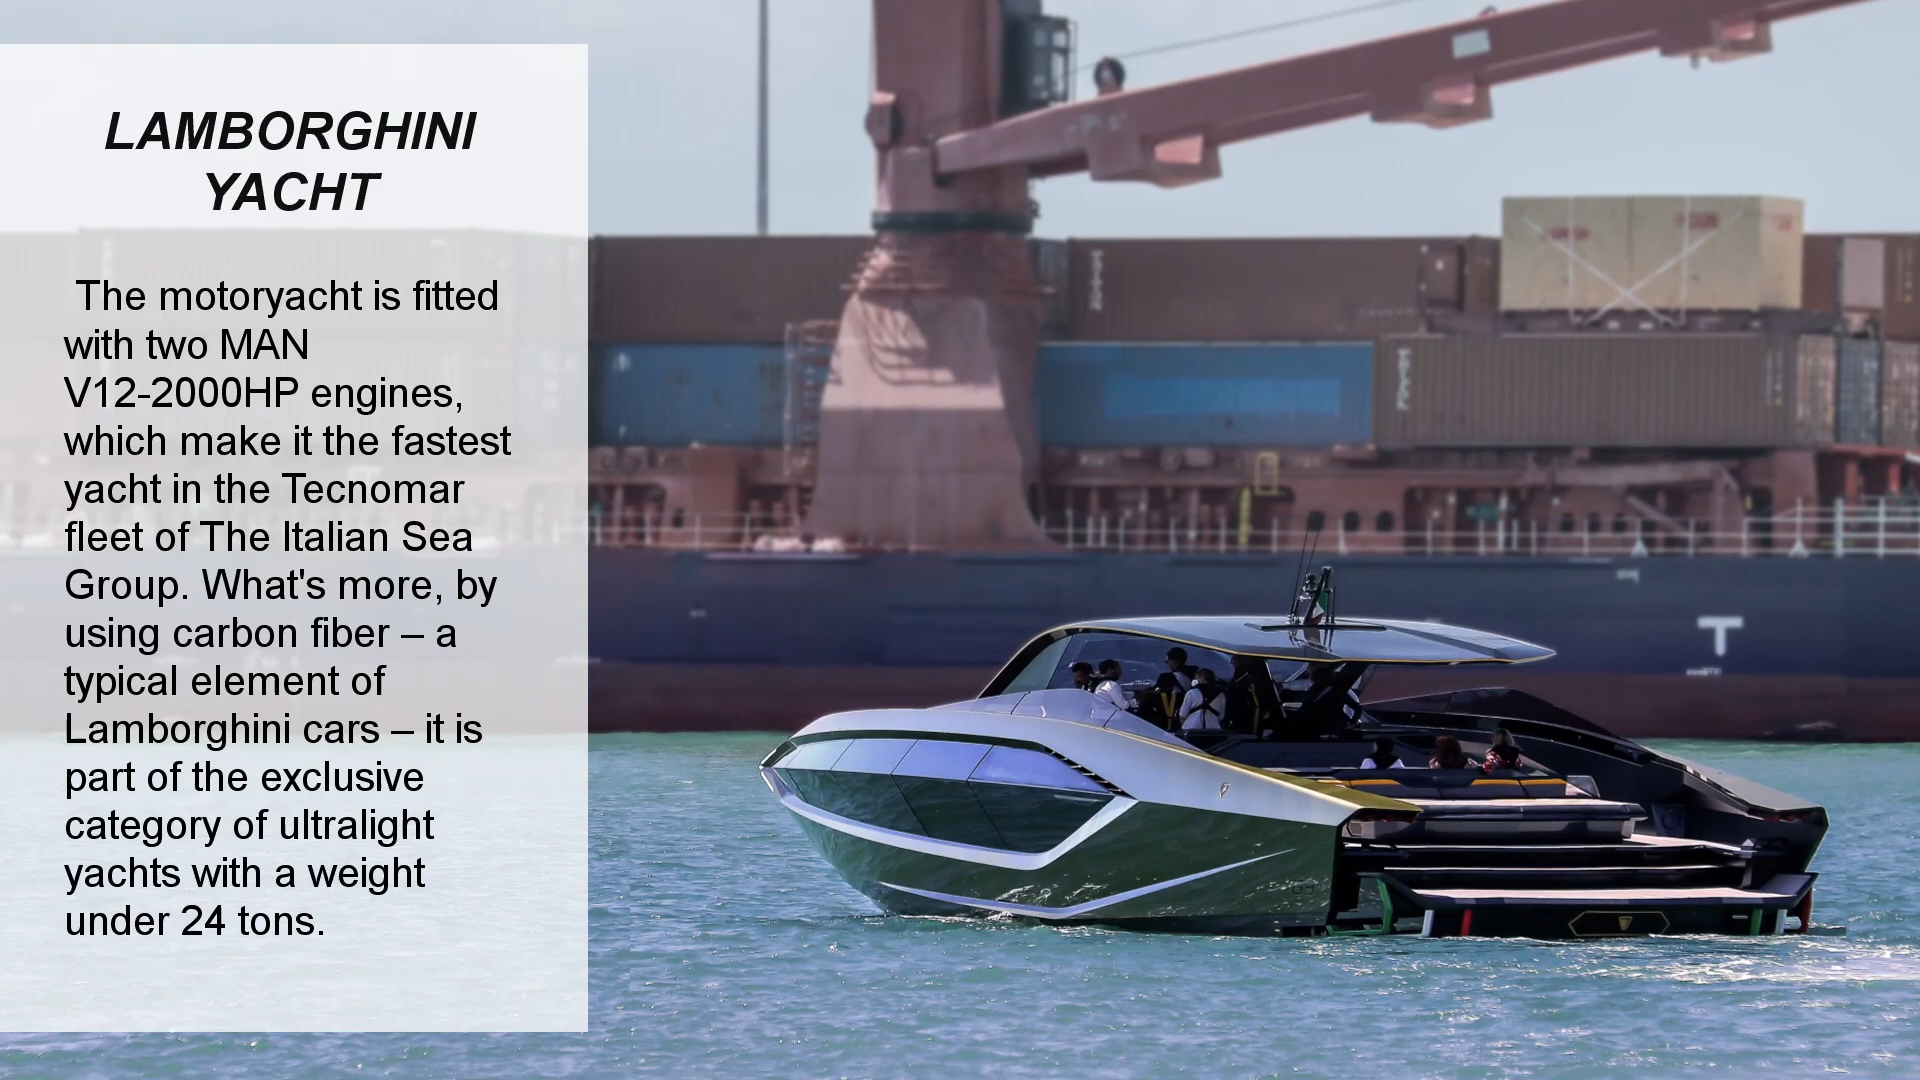 LAMBORGHINI
YACHT
The motoryacht is fitted
with two MAN
V12-2000HP engines,
which make it the fastest
yacht in the Tecnomar
fleet of The Italian Sea
Group. What's more, by
using carbon fiber – a
typical element of
Lamborghini cars – it is
part of the exclusive
category of ultralight
yachts with a weight
under 24 tons.
T